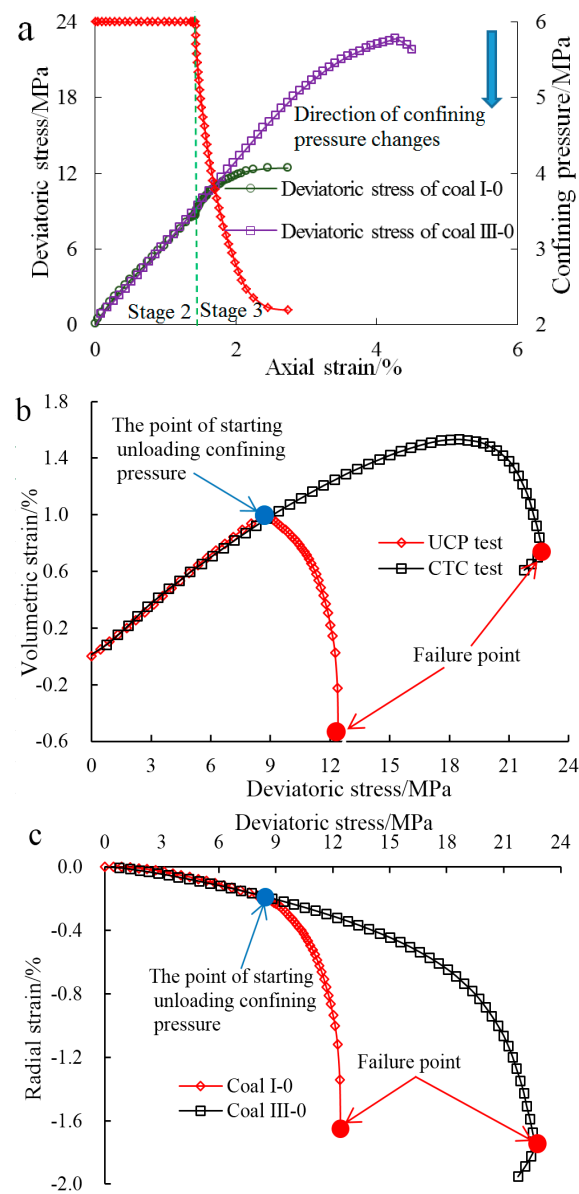 a
24
18
12
6
0
Deviatoric stress/MPa
6
5
4
3
2
Confining pressure/MPa
Direction of confining
pressure changes
Deviatoric stress of coal I-0
Deviatoric stress of coal III-0
Stage 2
Stage 3
0
2
4
6
Axial strain/%
b
1.8
1.4
1.0
0.6
0.2
-0.2
-0.6
Volumetric strain/%
The point of starting
unloading confining
pressure
UCP test
CTC test
Failure point
0
3
6
9
12
15
18
21
24
Deviatoric stress/MPa
c
Deviatoric stress/MPa
0
3
6
9
12
15
18
21
24
0.0
-0.4
-0.8
-1.2
-1.6
-2.0
Radial strain/%
The point of starting
unloading confining
pressure
Failure point
Coal I-0
Coal III-0